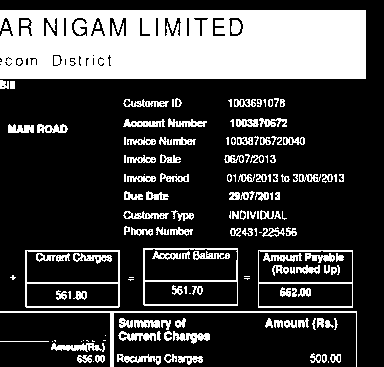 AR NIGAM LIMITED
ecom District
Bill
Customer ID 1003691078
MAIN ROAD Account Number 1003870672
Invoice Number 10038706720040
Invoice Date 06/07/2013
Invoice Period 01/06/2013 to 30/06/2013
Due Date 29/07/2013
Customer Type INDIVIDUAL
Phone Number 02431-225456
Current Charges Account Balance Amount Payable
(Rounded Up)
+ 561.80 = 561.70 = 662.00
Summary of Amount (Rs.)
Current Charges
Amount(Rs.)
656.00 Recurring Charges 500.00